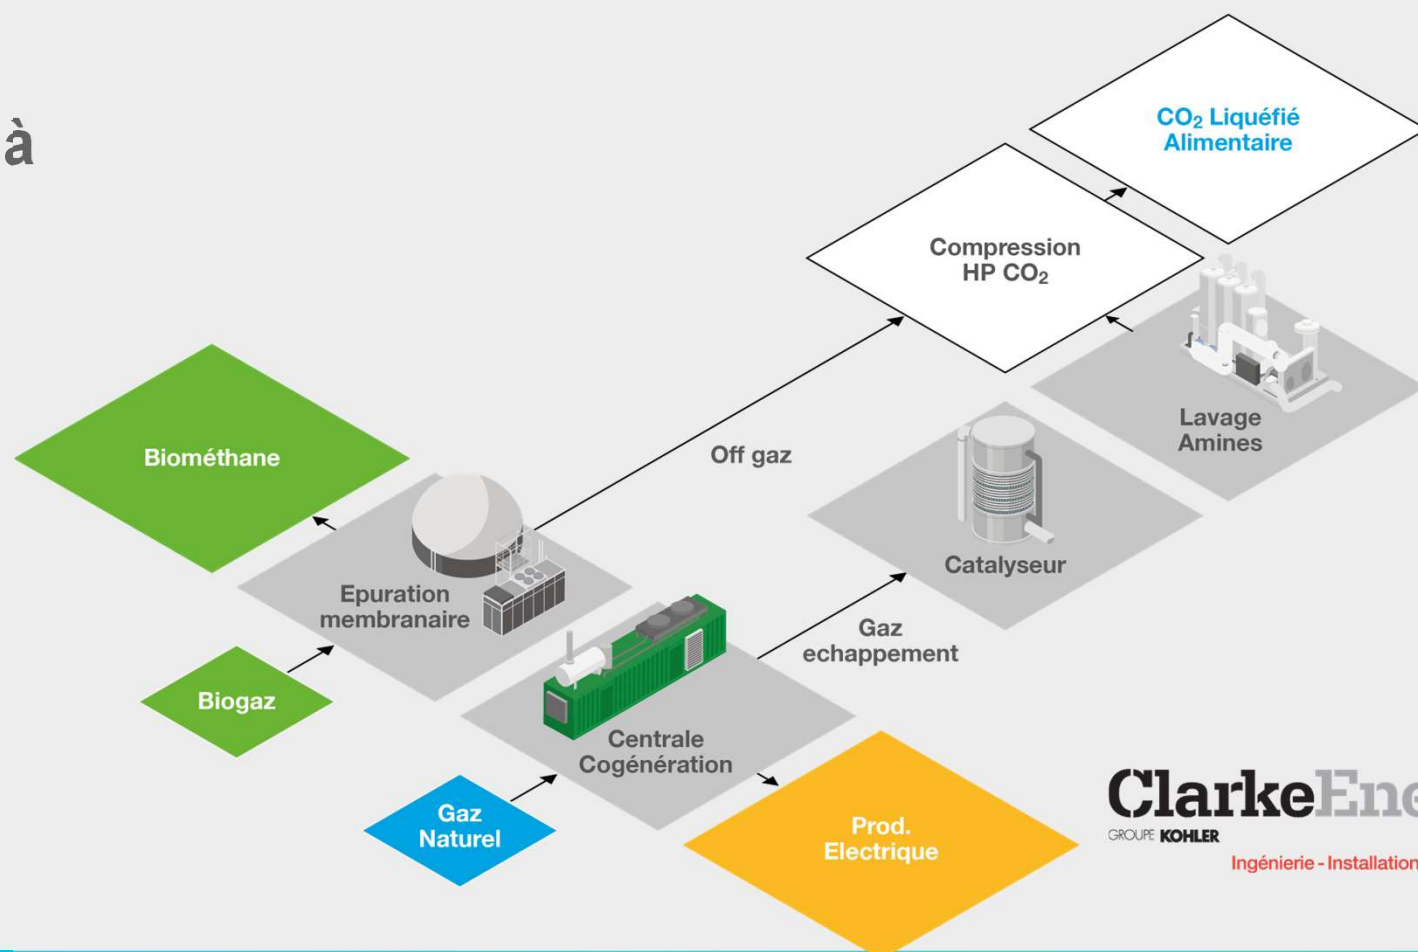 à
CO₂ Liquéfié
Alimentaire
Compression
HP CO₂
Lavage
Amines
Biométhane
Off gaz
Catalyseur
Epuration
membranaire
Gaz
echappement
Biogaz
Centrale
Cogénération
Gaz
Naturel
Prod.
Electrique
ClarkeEne
GROUPE KOHLER
Ingénierie - Installation